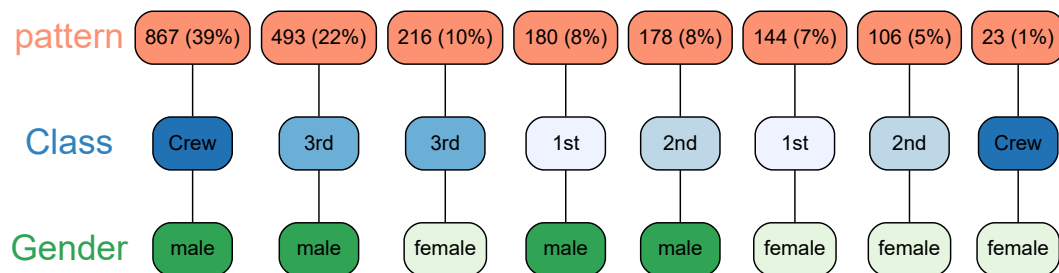 pattern 867 (39%) 493 (22%) 216 (10%) 180 (8%) 178 (8%) 144 (7%) 106 (5%) 23 (1%)
Class Crew 3rd 3rd 1st 2nd 1st 2nd Crew
Gender male male female male male female female female